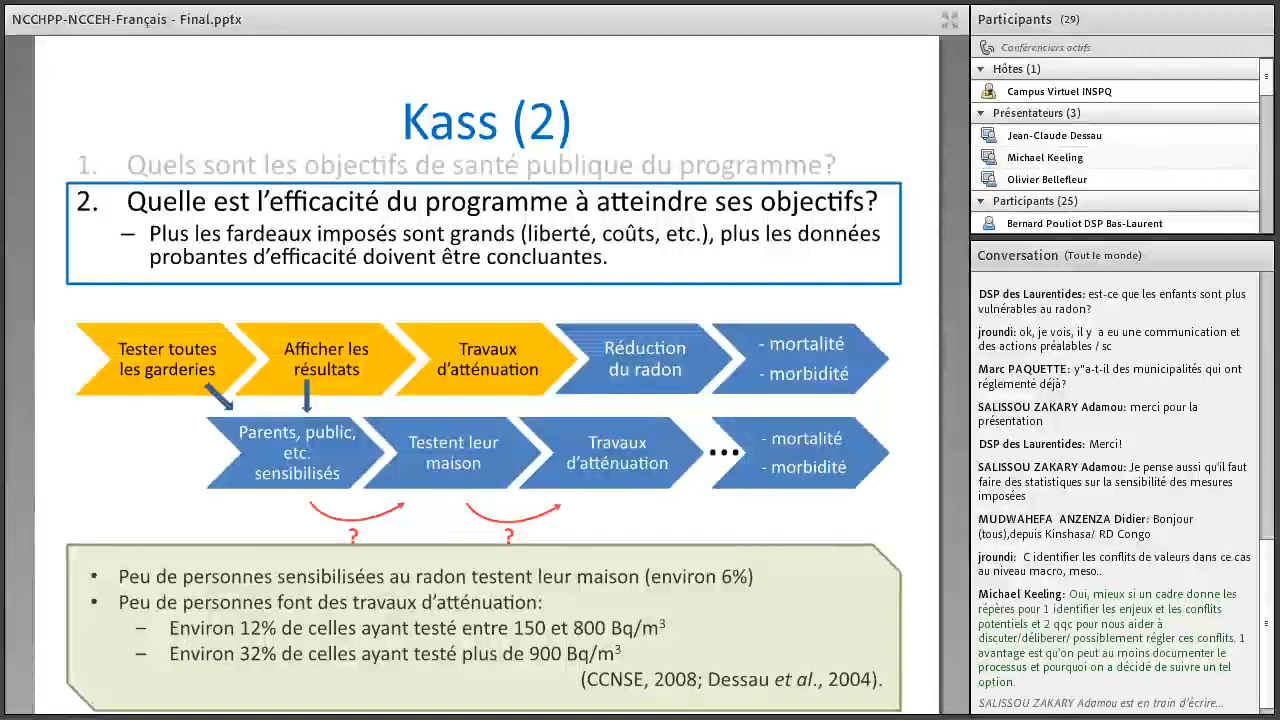 NCCHPP-NCCEH-Français - Final.pptx
Kass (2)
1. Quels sont les objectifs de santé publique du programme?
2. Quelle est l'efficacité du programme à atteindre ses objectifs?
– Plus les fardeaux imposés sont grands (liberté, coûts, etc.), plus les données
probantes d'efficacité doivent être concluantes.
Tester toutes
les garderies
Afficher les
résultats
Travaux
d'atténuation
Réduction
du radon
- mortalité
- morbidité
Parents, public,
etc.
sensibilisés
Testent leur
maison
Travaux
d'atténuation
...
- mortalité
- morbidité
?
?
• Peu de personnes sensibilisées au radon testent leur maison (environ 6%)
• Peu de personnes font des travaux d'atténuation:
– Environ 12% de celles ayant testé entre 150 et 800 Bq/m³
– Environ 32% de celles ayant testé plus de 900 Bq/m³
(CCNSE, 2008; Dessau et al., 2004).
Participants (29)
Conférenciers actifs
Hôtes (1)
Campus Virtuel INSPQ
Présentateurs (3)
Jean-Claude Dessau
Michael Keeling
Olivier Bellefleur
Participants (25)
Bernard Pouliot DSP Bas-Laurent
Conversation (Tout le monde)
DSP des Laurentides: est-ce que les enfants sont plus
vulnérables au radon?
jroundi: ok, je vois, il y a eu une communication et
des actions préalables / sc
Marc PAQUETTE: y"a-t-il des municipalités qui ont
réglementé déjà?
SALISSOU ZAKARY Adamou: merci pour la
présentation
DSP des Laurentides: Merci!
SALISSOU ZAKARY Adamou: Je pense aussi qu'il faut
faire des statistiques sur la sensibilité des mesures
imposées
MUDWAHEFA ANZENZA Didier: Bonjour
(tous),depuis Kinshasa/ RD Congo
jroundi: C identifier les conflits de valeurs dans ce cas
au niveau macro, meso..
Michael Keeling: Oui, mieux si un cadre donne les
répères pour 1 identifier les enjeux et les conflits
potentiels et 2 qqc pour nous aider à
discuter/déliberer/ possiblement régler ces conflits. 1
avantage est qu'on peut au moins documenter le
processus et pourquoi on a décidé de suivre un tel
option.
SALISSOU ZAKARY Adamou est en train d'écrire...